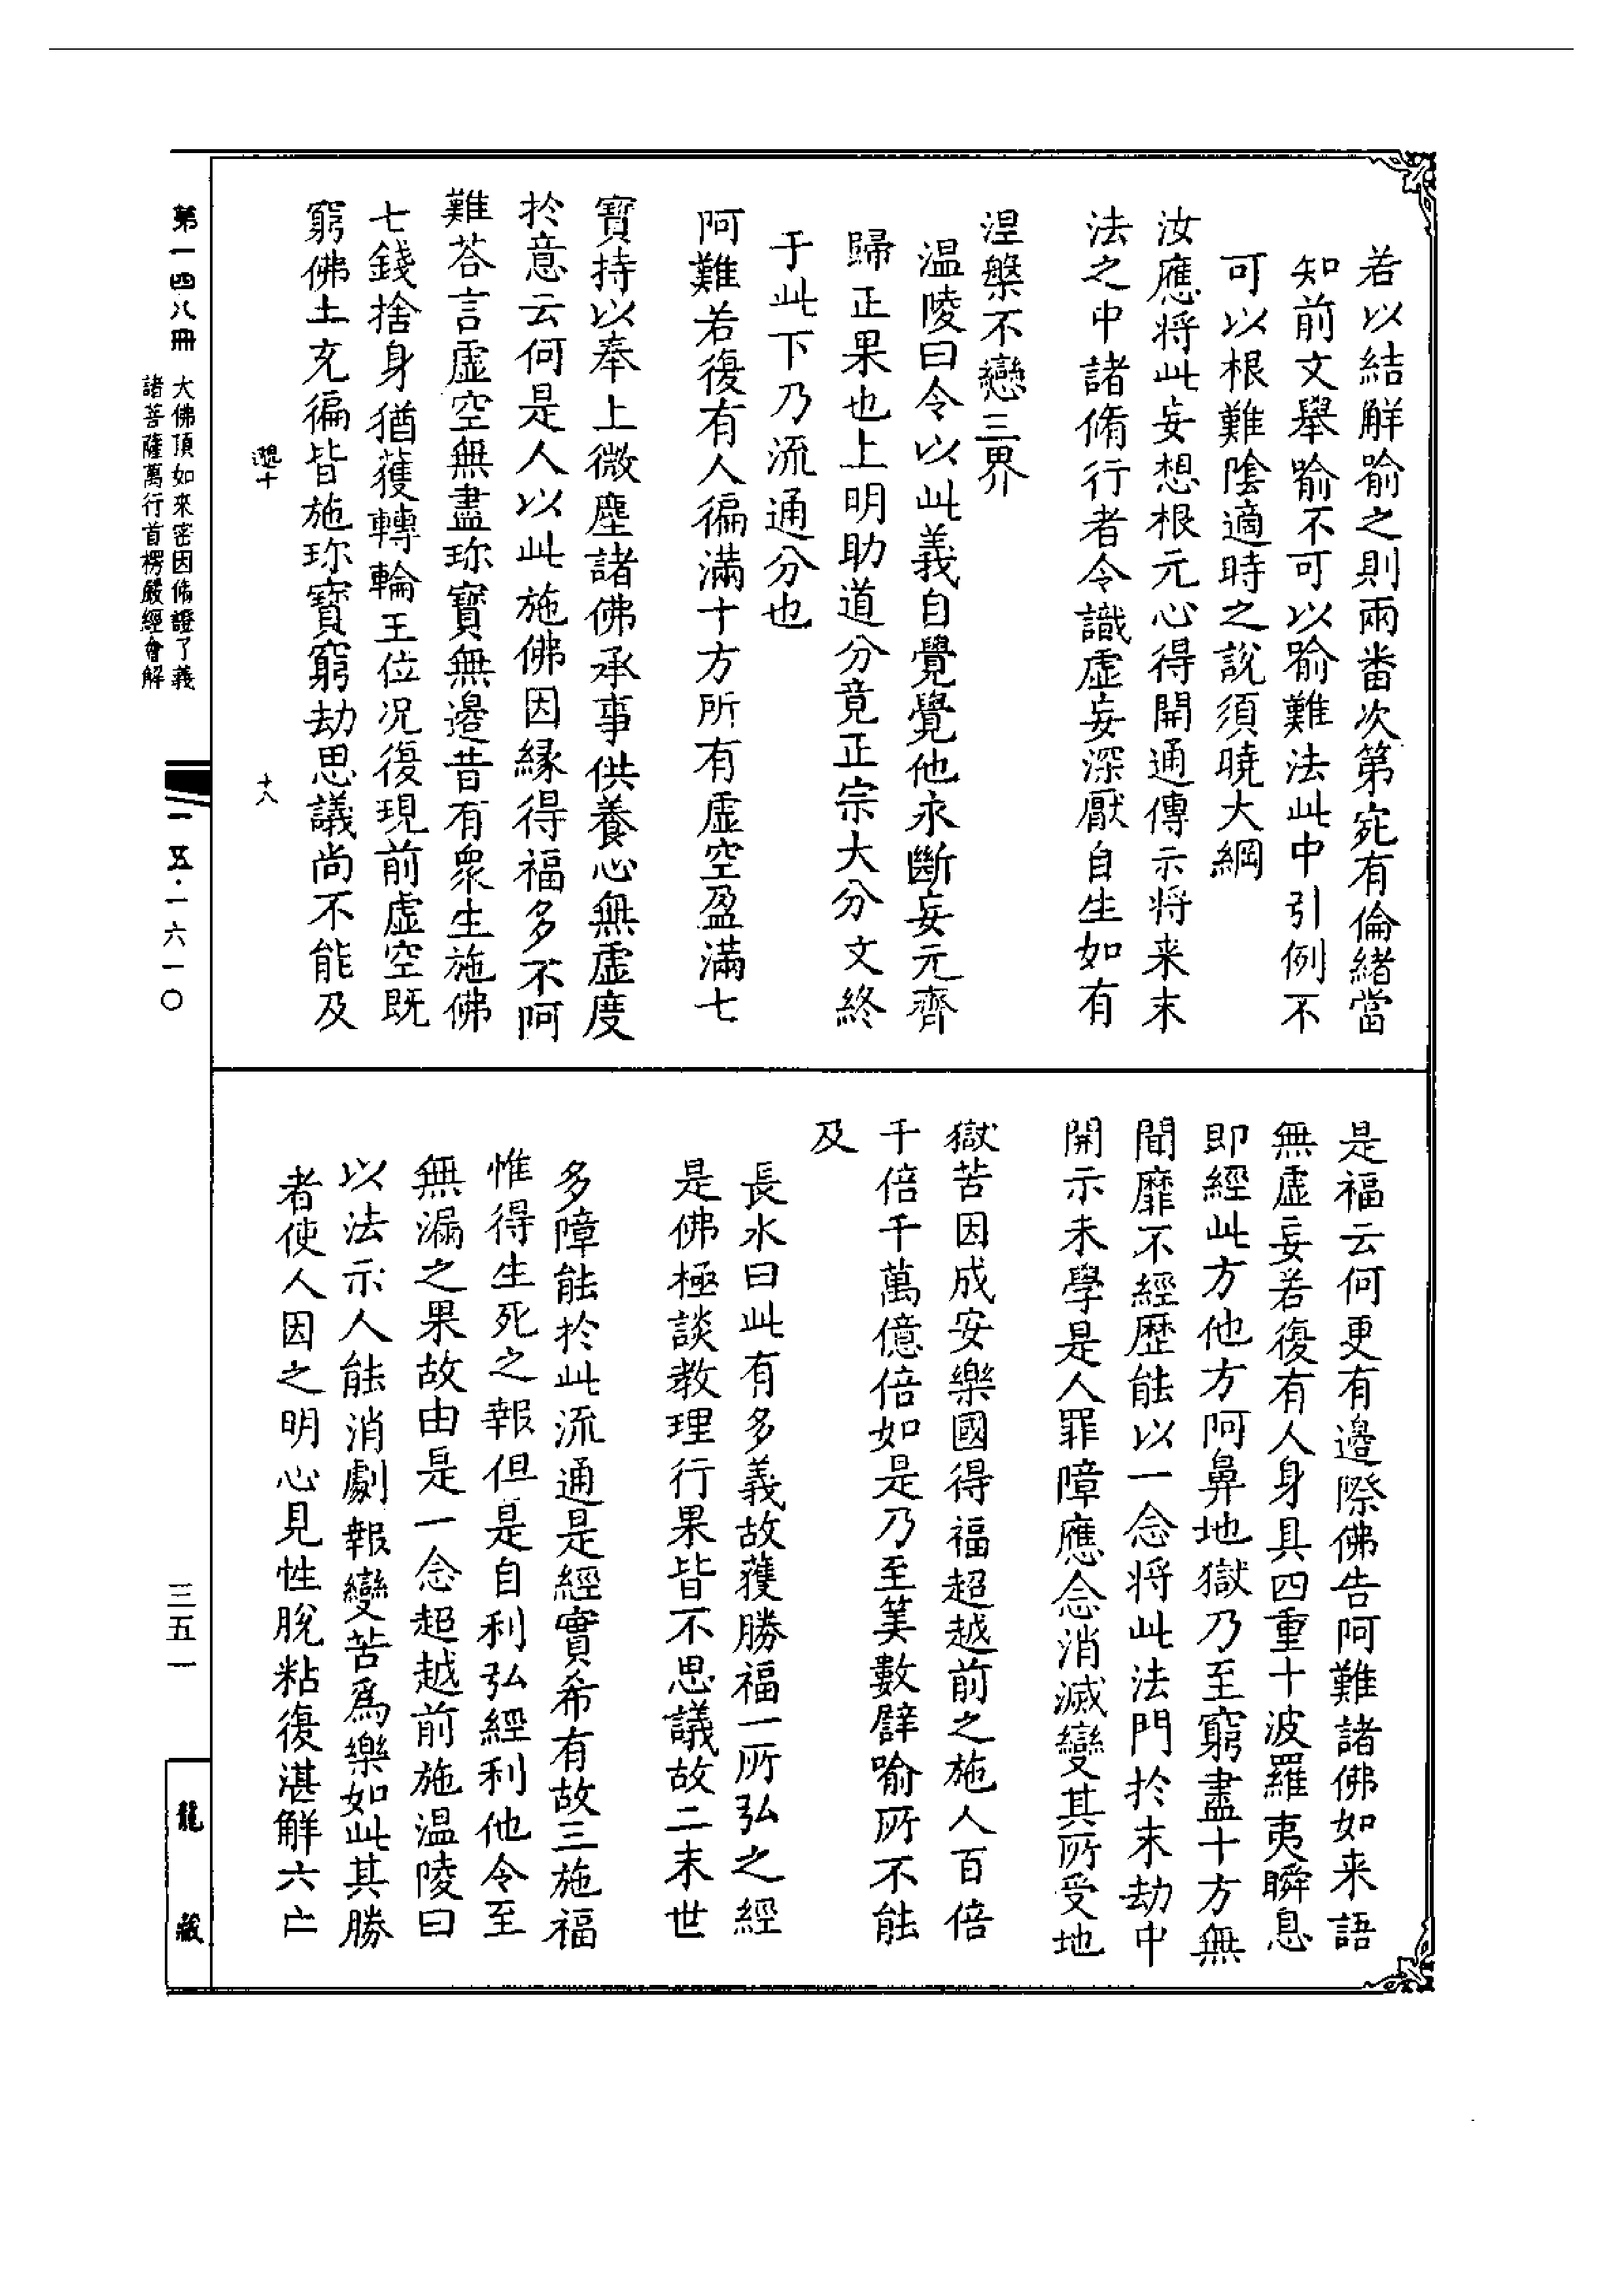 若以結解喻之則兩畨次第宛有倫緒當
知前文舉喻不可以喻難法此中引例不
可以根難隂適時之說須曉大綱
汝應将此妄想根元心得開通傳示将来末
法之中諸脩行者令識虛妄深厭自生知有
涅槃不戀三界
温陵曰令以此義自覺覺他永斷妄元齊
歸正果也上明助道分竟正宗大分文終
于此下乃流通分也
阿難若復有人徧滿十方所有虛空盈滿七
寶持以奉上微塵諸佛承事供養心無虛度
於意云何是人以此施佛因緣得福多不阿
難荅言虛空無盡珎寶無邊昔有衆生施佛
七錢捨身猶獲轉輪王位况復現前虛空既
窮佛土充徧皆施珎寶窮劫思議尚不能及
是福云何更有邊際佛告阿難諸佛如来語
無虛妄若復有人身具四重十波羅夷瞬息
即經此方他方阿鼻地獄乃至窮盡十方無
間靡不經歷能以一念将此法門於末劫中
開示未學是人罪障應念消滅變其所受地
獄苦因成安樂國得福超越前之施人百倍
千倍千萬億倍如是乃至筭數譬喻所不能
及
長水曰此有多義故獲勝福一所弘之經
是佛極談教理行果皆不思議故二末世
多障能於此流通是經實希有故三施福
惟得生死之報但是自利弘經利他令至
無漏之果故由是一念超越前施温陵曰
以法示人能消劇報變苦爲樂如此其勝
者使人因之明心見性脫粘復湛解六亡
第一四八冊
大佛頂如來密因脩證了義
諸菩薩萬行首楞嚴經會解
十八
一五·一六一〇
三五一
龍藏